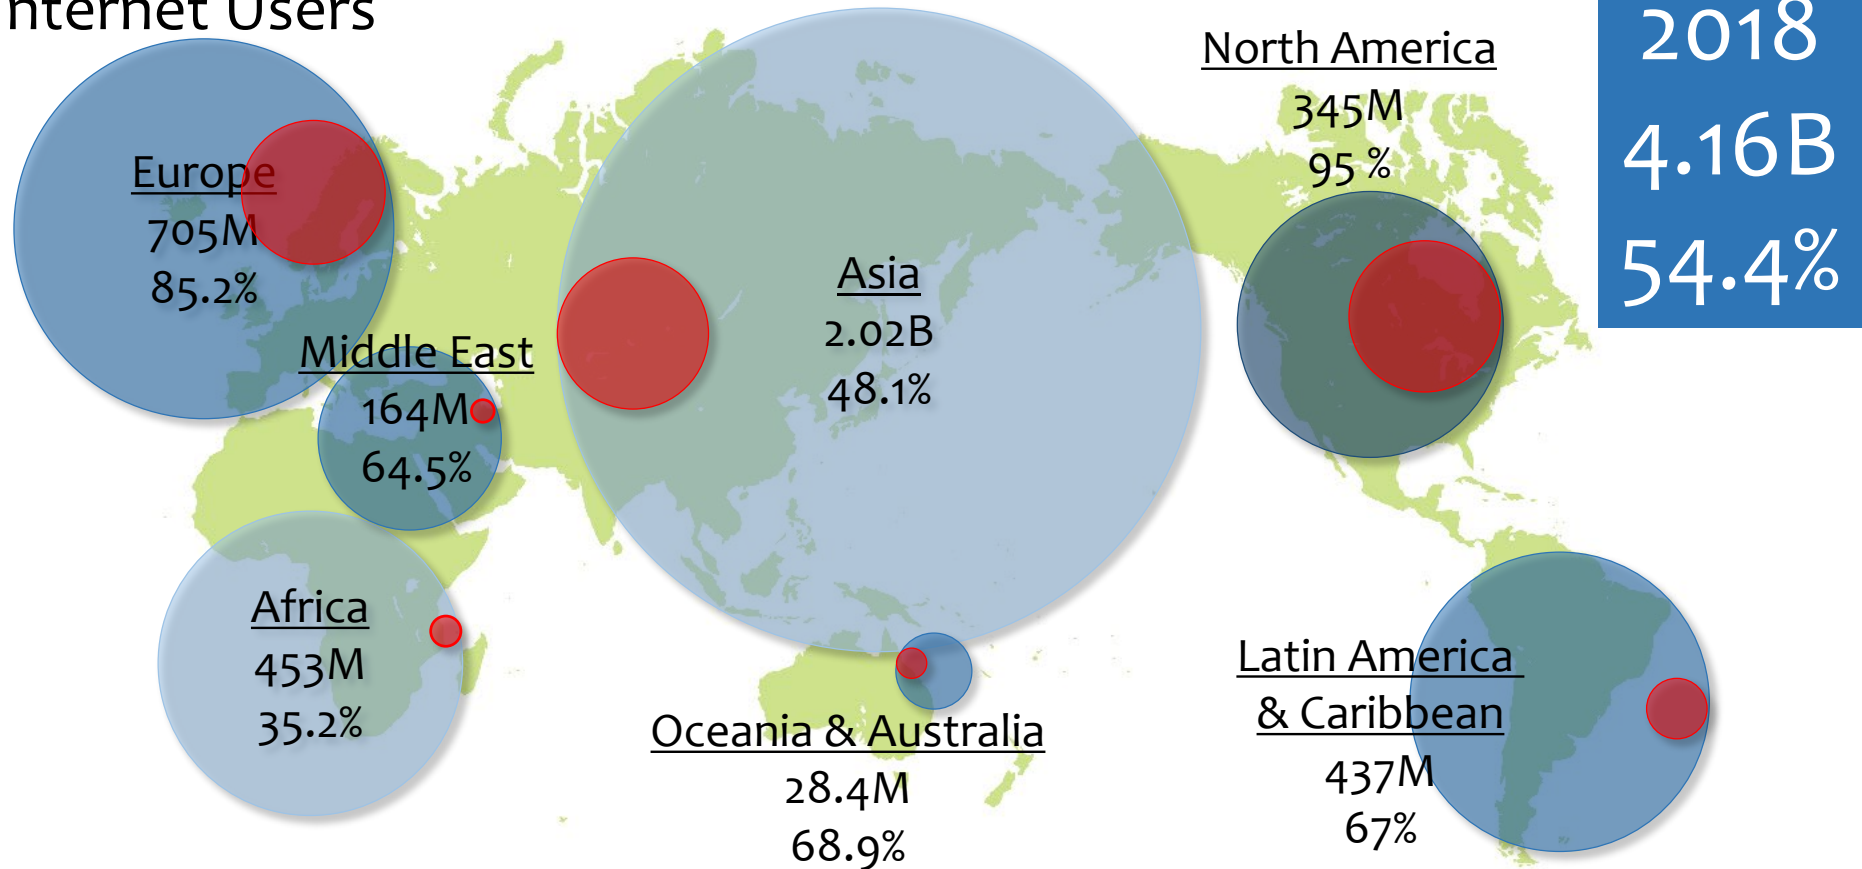 nternet Users
2018
4.16B
54.4%
North America
345M
95 %
Europe
705M
85.2%
Asia
2.02B
48.1%
Middle East
164M
64.5%
Africa
453M
35.2%
Oceania & Australia
28.4M
68.9%
Latin America
& Caribbean
437M
67%